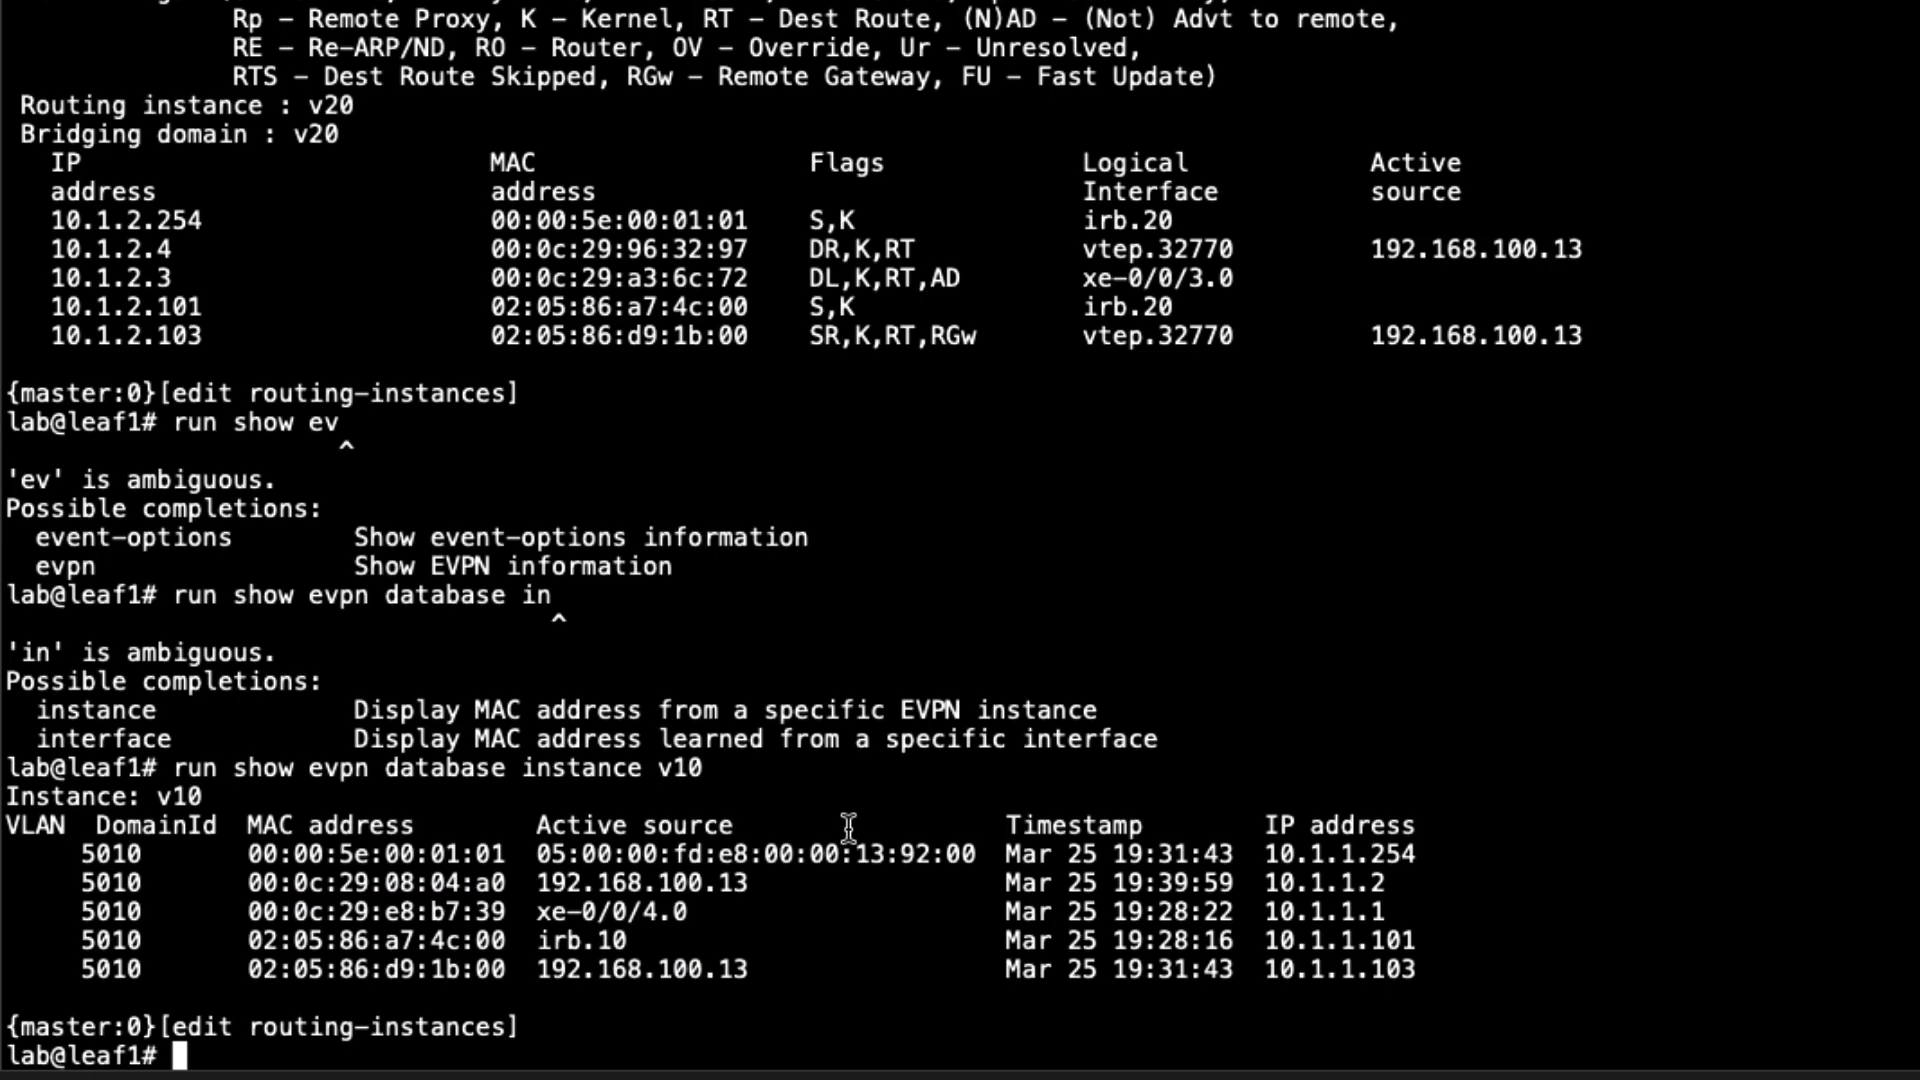 Rp – Remote Proxy, K – Kernel, RT – Dest Route, (N)AD – (Not) Advt to remote,
RE – Re–ARP/ND, RO – Router, OV – Override, Ur – Unresolved,
RTS – Dest Route Skipped, RGw – Remote Gateway, FU – Fast Update)
Routing instance : v20
Bridging domain : v20
IP MAC Flags Logical Active
address address Interface source
10.1.2.254 00:00:5e:00:01:01 S,K irb.20
10.1.2.4 00:0c:29:96:32:97 DR,K,RT vtep.32770 192.168.100.13
10.1.2.3 00:0c:29:a3:6c:72 DL,K,RT,AD xe–0/0/3.0
10.1.2.101 02:05:86:a7:4c:00 S,K irb.20
10.1.2.103 02:05:86:d9:1b:00 SR,K,RT,RGw vtep.32770 192.168.100.13
{master:0}[edit routing–instances]
lab@leaf1# run show ev
^
'ev' is ambiguous.
Possible completions:
event–options Show event–options information
evpn Show EVPN information
lab@leaf1# run show evpn database in
^
'in' is ambiguous.
Possible completions:
instance Display MAC address from a specific EVPN instance
interface Display MAC address learned from a specific interface
lab@leaf1# run show evpn database instance v10
Instance: v10
VLAN DomainId MAC address Active source Timestamp IP address
5010 00:00:5e:00:01:01 05:00:00:fd:e8:00:00:13:92:00 Mar 25 19:31:43 10.1.1.254
5010 00:0c:29:08:04:a0 192.168.100.13 Mar 25 19:39:59 10.1.1.2
5010 00:0c:29:e8:b7:39 xe–0/0/4.0 Mar 25 19:28:22 10.1.1.1
5010 02:05:86:a7:4c:00 irb.10 Mar 25 19:28:16 10.1.1.101
5010 02:05:86:d9:1b:00 192.168.100.13 Mar 25 19:31:43 10.1.1.103
{master:0}[edit routing–instances]
lab@leaf1#